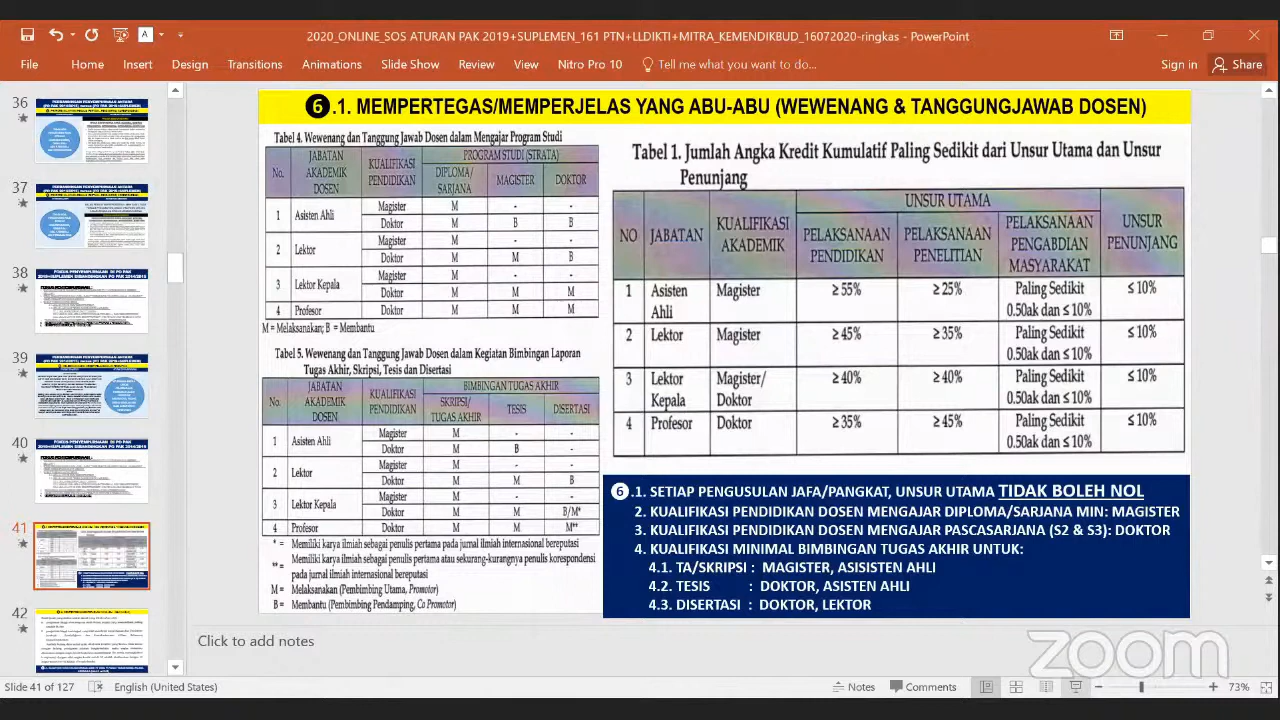 2020_ONLINE_SOS ATURAN PAK 2019+SUPLEMEN_161 PTN+LLDIKTI+MITRA_KEMENDIKBUD_16072020-ringkas - PowerPoint
File Home Insert Design Transitions Animations Slide Show Review View Nitro Pro 10 Tell me what you want to do... Sign in Share
36
37
38
39
40
41
42
6 .1. MEMPERTEGAS/MEMPERJELAS YANG ABU-ABU (WEWENANG & TANGGUNGJAWAB DOSEN)
Tabel 4. Wewenang dan Tanggung Jawab Dosen dalam Mengajar Program Studi
No. JABATAN AKADEMIK DOSEN KUALIFIKASI PENDIDIKAN PROGRAM STUDI (STRATA)
DIPLOMA/ SARJANA MAGISTER DOKTOR
1 Asisten Ahli Magister M - -
Doktor M B B
2 Lektor Magister M - -
Doktor M M B
3 Lektor Kepala Magister M - -
Doktor M M M
4 Profesor Doktor M M M
M = Melaksanakan; B = Membantu
Tabel 5. Wewenang dan Tanggung Jawab Dosen dalam Kegiatan Bimbingan Laporan
Tugas Akhir, Skripsi, Tesis dan Disertasi
No. JABATAN AKADEMIK DOSEN KUALIFIKASI PENDIDIKAN BIMBINGAN TUGAS AKHIR
SKRIPSI/ TUGAS AKHIR TESIS DISERTASI
1 Asisten Ahli Magister M - -
Doktor M
2 Lektor Magister M - -
Doktor M M B
3 Lektor Kepala Magister M - -
Doktor M M B/M*
4 Profesor Doktor M M M**
* = Memiliki karya ilmiah sebagai penulis pertama pada jurnal ilmiah internasional bereputasi
* = Memiliki karya ilmiah sebagai penulis pertama atau sekurang-kurangnya penulis korespondensi
pada jurnal ilmiah internasional bereputasi
M = Melaksanakan (Pembimbing Utama, Promotor)
B = Membantu (Pembimbing Pendamping, Co Promotor)
Tabel 1. Jumlah Angka Kredit Kumulatif Paling Sedikit dari Unsur Utama dan Unsur
Penunjang
NO JABATAN KUALIFIKASI AKADEMIK UNSUR UTAMA UNSUR PENUNJANG
PELAKSANAAN PENDIDIKAN PELAKSANAAN PENELITIAN PELAKSANAAN PENGABDIAN MASYARAKAT
1 Asisten Ahli Magister ≥ 55% ≥ 25% Paling Sedikit 0.50ak dan ≤ 10% ≤ 10%
2 Lektor Magister ≥ 45% ≥ 35% Paling Sedikit 0.50ak dan ≤ 10% ≤ 10%
3 Lektor Kepala Magister/ Doktor ≥ 40% ≥ 40% Paling Sedikit 0.50ak dan ≤ 10% ≤ 10%
4 Profesor Doktor ≥ 35% ≥ 45% Paling Sedikit 0.50ak dan ≤ 10% ≤ 10%
6 .1. SETIAP PENGUSULAN JAFA/PANGKAT, UNSUR UTAMA TIDAK BOLEH NOL
2. KUALIFIKASI PENDIDIKAN DOSEN MENGAJAR DIPLOMA/SARJANA MIN: MAGISTER
3. KUALIFIKASI PENDIDIKAN DOSEN MENGAJAR PASCASARJANA (S2 & S3): DOKTOR
4. KUALIFIKASI MINIMAL BIMBINGAN TUGAS AKHIR UNTUK:
4.1. TA/SKRIPSI : MAGISTER, ASISISTEN AHLI
4.2. TESIS : DOKTOR, ASISTEN AHLI
4.3. DISERTASI : DOKTOR, LEKTOR
Click to add notes
zoom
Slide 41 of 127 English (United States) Notes Comments 73%